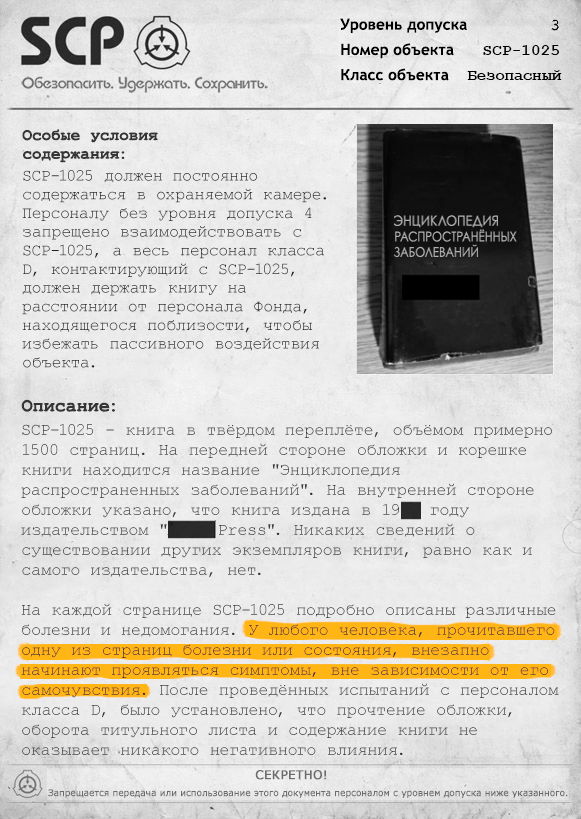 SCP
Обезопасить. Удержать. Сохранить.
Уровень допуска 3
Номер объекта SCP-1025
Класс объекта Безопасный
Особые условия
содержания:
SCP-1025 должен постоянно
содержаться в охраняемой камере.
Персоналу без уровня допуска 4
запрещено взаимодействовать с
SCP-1025, а весь персонал класса
D, контактирующий с SCP-1025,
должен держать книгу на
расстоянии от персонала Фонда,
находящегося поблизости, чтобы
избежать пассивного воздействия
объекта.
ЭНЦИКЛОПЕДИЯ
РАСПРОСТРАНЁННЫХ
ЗАБОЛЕВАНИЙ
Описание:
SCP-1025 - книга в твёрдом переплёте, объёмом примерно
1500 страниц. На передней стороне обложки и корешке
книги находится название "Энциклопедия
распространенных заболеваний". На внутренней стороне
обложки указано, что книга издана в 19 году
издательством " Press". Никаких сведений о
существовании других экземпляров книги, равно как и
самого издательства, нет.
На каждой странице SCP-1025 подробно описаны различные
болезни и недомогания. У любого человека, прочитавшего
одну из страниц болезни или состояния, внезапно
начинают проявляться симптомы, вне зависимости от его
самочувствия. После проведённых испытаний с персоналом
класса D, было установлено, что прочтение обложки,
оборота титульного листа и содержание книги не
оказывает никакого негативного влияния.
СЕКРЕТНО!
Запрещается передача или использование этого документа персоналом с уровнем допуска ниже указанного.